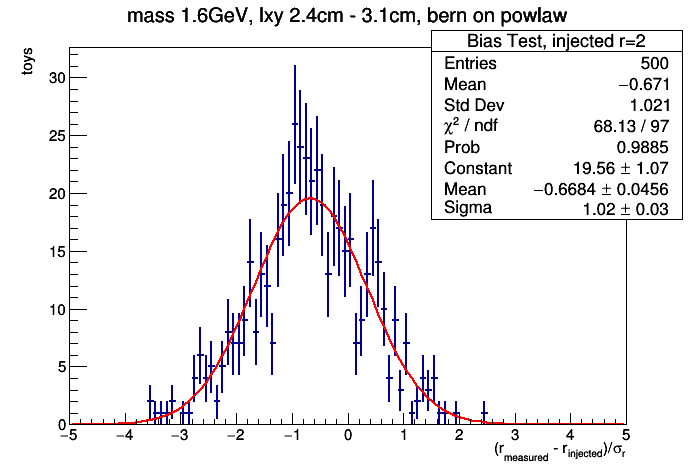 mass 1.6GeV, lxy 2.4cm - 3.1cm, bern on powlaw
Bias Test, injected r=2
Entries 500
Mean −0.671
Std Dev 1.021
χ² / ndf 68.13 / 97
Prob 0.9885
Constant 19.56 ± 1.07
Mean −0.6684 ± 0.0456
Sigma 1.02 ± 0.03
toys
30
25
20
15
10
5
0
−5 −4 −3 −2 −1 0 1 2 3 4 5
(r_measured - r_injected)/σ_r